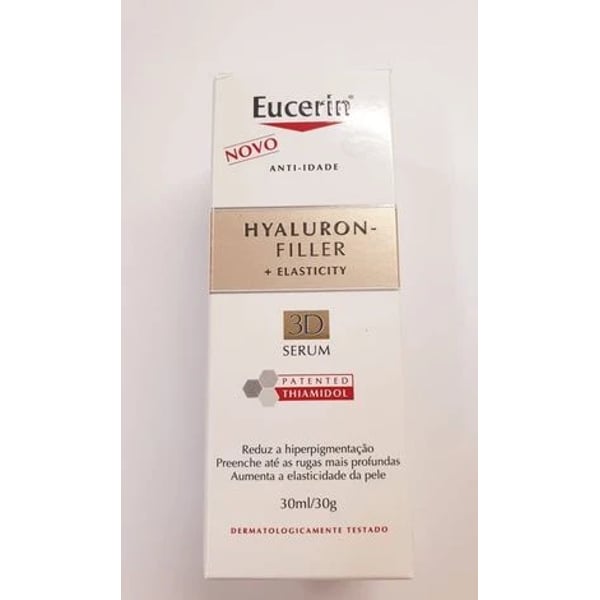 Eucerin®
NOVO
ANTI-IDADE
HYALURON-
FILLER
+ ELASTICITY
3D
SERUM
PATENTED
THIAMIDOL
Reduz a hiperpigmentação
Preenche até as rugas mais profundas
Aumenta a elasticidade da pele
30ml/30g
DERMATOLOGICAMENTE TESTADO